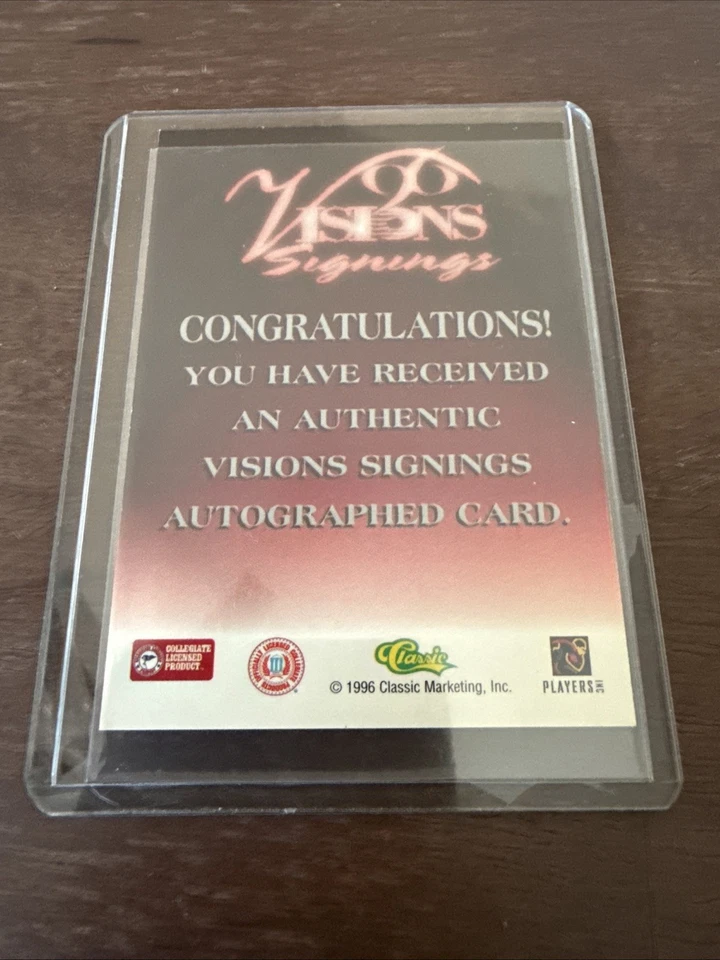 VISIONS
Signings
CONGRATULATIONS!
YOU HAVE RECEIVED
AN AUTHENTIC
VISIONS SIGNINGS
AUTOGRAPHED CARD.
COLLEGIATE
LICENSED
PRODUCT
Classic
© 1996 Classic Marketing, Inc.
PLAYERS INC